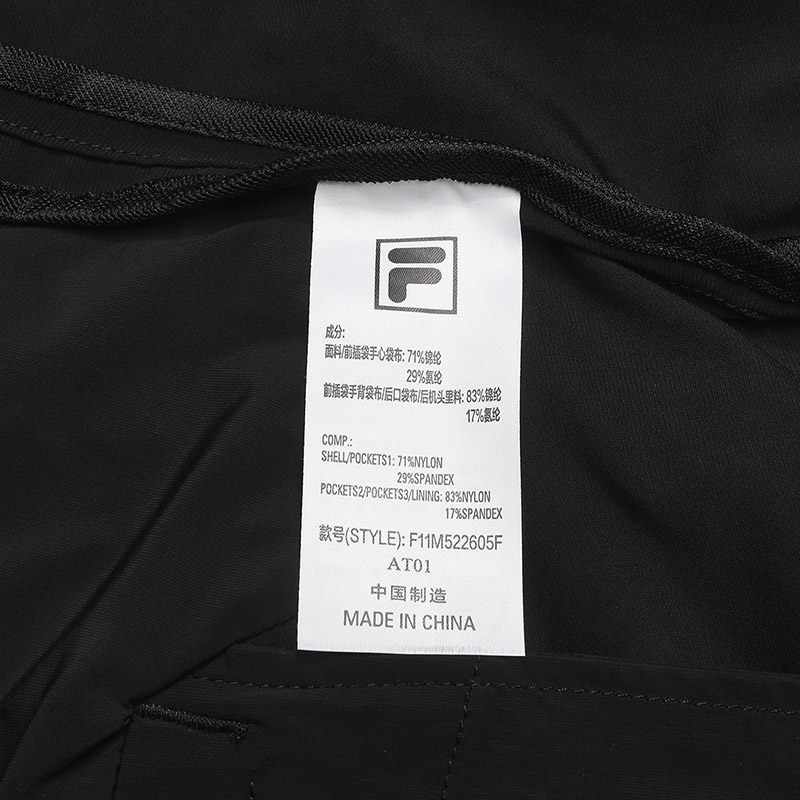 F
成分:
面料/前插袋手心袋布: 71%锦纶
29%氨纶
前插袋手背袋布/后口袋布/后机头里料: 83%锦纶
17%氨纶
COMP.:
SHELL/POCKETS1: 71%NYLON
29%SPANDEX
POCKETS2/POCKETS3/LINING: 83%NYLON
17%SPANDEX
款号(STYLE): F11M522605F
AT01
中国制造
MADE IN CHINA